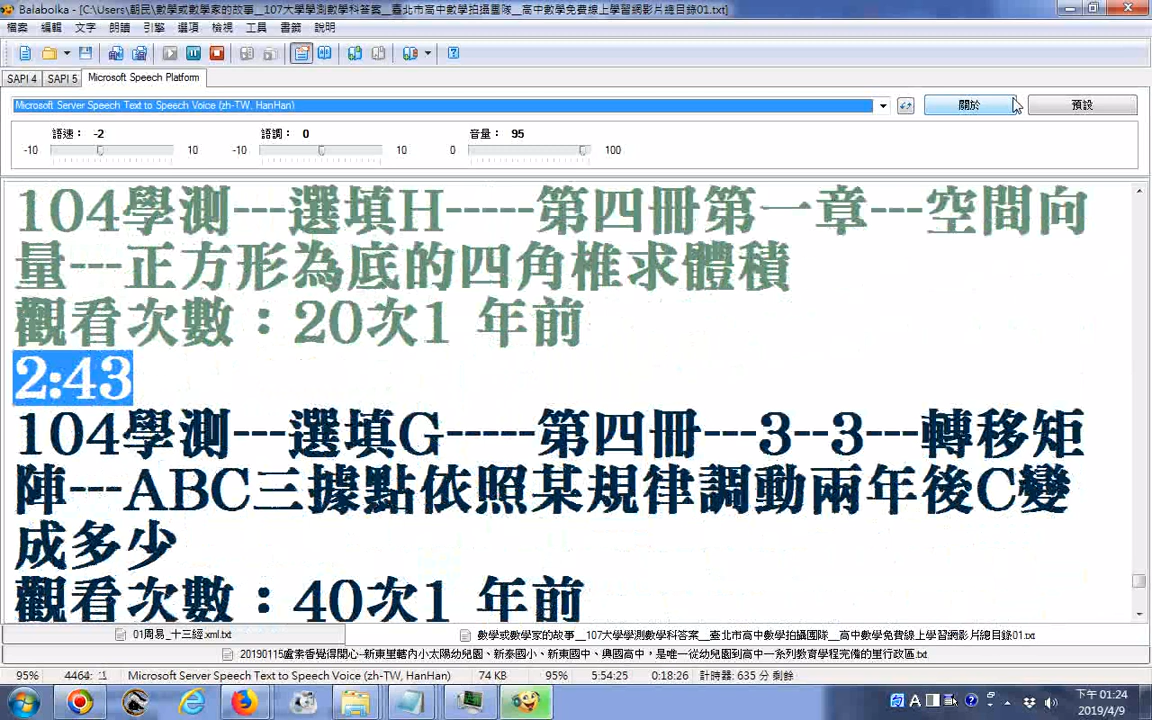 Balabolka - [C:\Users\朝民\數學或數學家的故事__107大學學測數學科答案__臺北市高中數學拍攝團隊__高中數學免費線上學習網影片總目錄01.txt]
檔案 編輯 文字 朗讀 引擎 選項 檢視 工具 書籤 說明
SAPI 4 SAPI 5 Microsoft Speech Platform
Microsoft Server Speech Text to Speech Voice (zh-TW, HanHan) 關於 預設
語速： -2 語調： 0 音量： 95
-10 10 -10 10 0 100
104學測---選填H-----第四冊第一章---空間向
量---正方形為底的四角椎求體積
觀看次數：20次1 年前
2:43
104學測---選填G-----第四冊---3--3---轉移矩
陣---ABC三據點依照某規律調動兩年後C變
成多少
觀看次數：40次1 年前
01周易_十三經.xml.txt 數學或數學家的故事__107大學學測數學科答案__臺北市高中數學拍攝團隊__高中數學免費線上學習網影片總目錄01.txt
20190115盧素香覺得開心-新東里轄內小太陽幼兒園、新泰國小、新東國中、興國高中，是唯一從幼兒園到高中一系列教育學程完備的里行政區.txt
95% 4464: 1 Microsoft Server Speech Text to Speech Voice (zh-TW, HanHan) 74 KB 95% 5:54:25 0:18:26 計時器: 635 分 剩餘
下午 01:24
2019/4/9